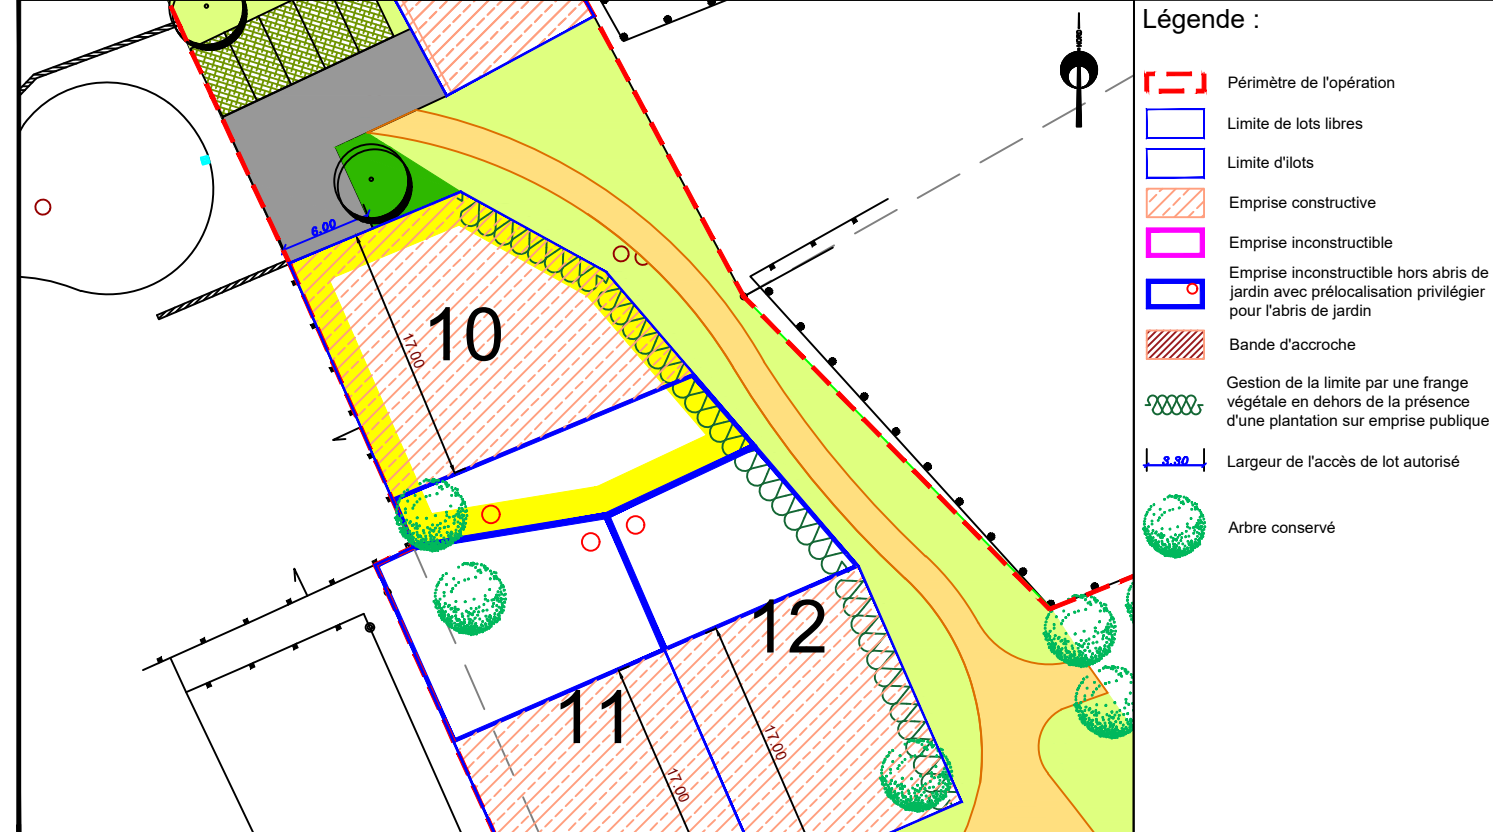 Légende :
NORD
Périmètre de l'opération
Limite de lots libres
Limite d'ilots
Emprise constructive
Emprise inconstructible
Emprise inconstructible hors abris de
jardin avec prélocalisation privilégier
pour l'abris de jardin
Bande d'accroche
Gestion de la limite par une frange
végétale en dehors de la présence
d'une plantation sur emprise publique
3.30
Largeur de l'accès de lot autorisé
Arbre conservé
6.00
10
17.00
12
11
17.00
17.00